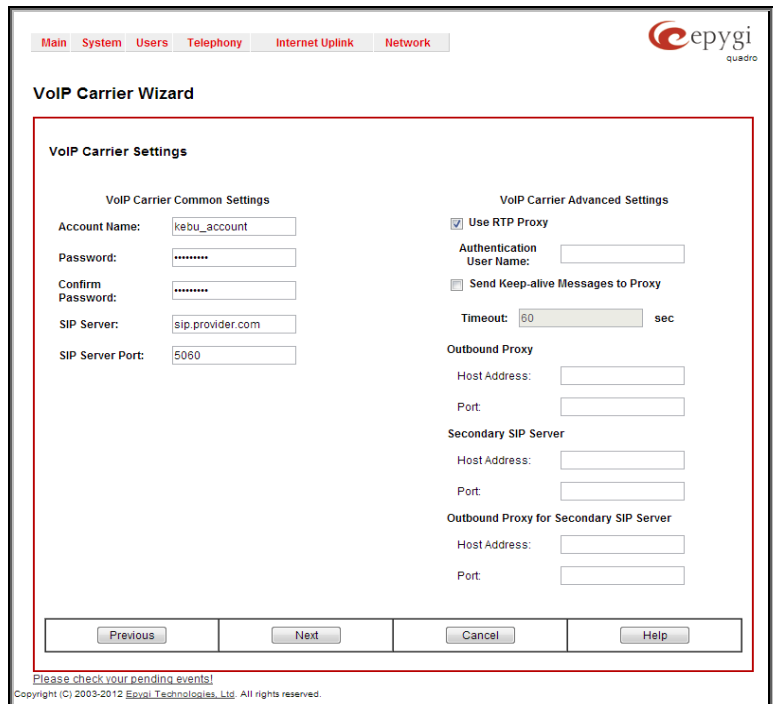 Main System Users Telephony Internet Uplink Network
epygi
quadro
VoIP Carrier Wizard
VoIP Carrier Settings
VoIP Carrier Common Settings
Account Name: kebu_account
Password: •••••••••
Confirm
Password: •••••••••
SIP Server: sip.provider.com
SIP Server Port: 5060
VoIP Carrier Advanced Settings
Use RTP Proxy
Authentication
User Name:
Send Keep-alive Messages to Proxy
Timeout: 60 sec
Outbound Proxy
Host Address:
Port:
Secondary SIP Server
Host Address:
Port:
Outbound Proxy for Secondary SIP Server
Host Address:
Port:
Previous Next Cancel Help
Please check your pending events!
Copyright (C) 2003-2012 Epygi Technologies, Ltd. All rights reserved.